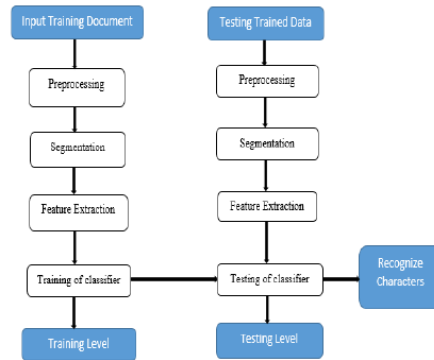 Input Training Document
Preprocessing
Segmentation
Feature Extraction
Training of classifier
Training Level
Testing Trained Data
Preprocessing
Segmentation
Feature Extraction
Testing of classifier
Testing Level
Recognize
Characters